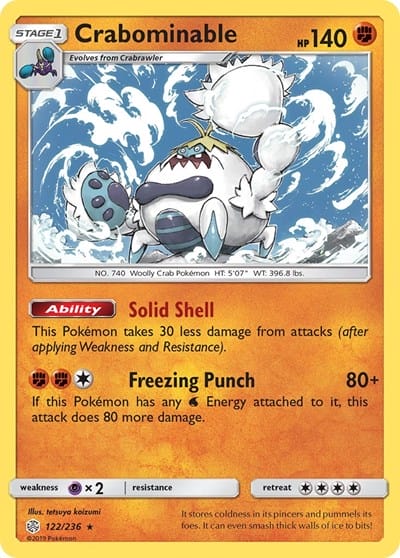 STAGE 1
Crabominable
HP 140
Evolves from Crabrawler
NO. 740 Woolly Crab Pokémon HT: 5'07" WT: 396.8 lbs.
Ability Solid Shell
This Pokémon takes 30 less damage from attacks (after
applying Weakness and Resistance).
Freezing Punch 80+
If this Pokémon has any Energy attached to it, this
attack does 80 more damage.
weakness ×2 resistance retreat
Illus. tetsuya koizumi
122/236 ★
©2019 Pokémon
It stores coldness in its pincers and pummels its
foes. It can even smash thick walls of ice to bits!